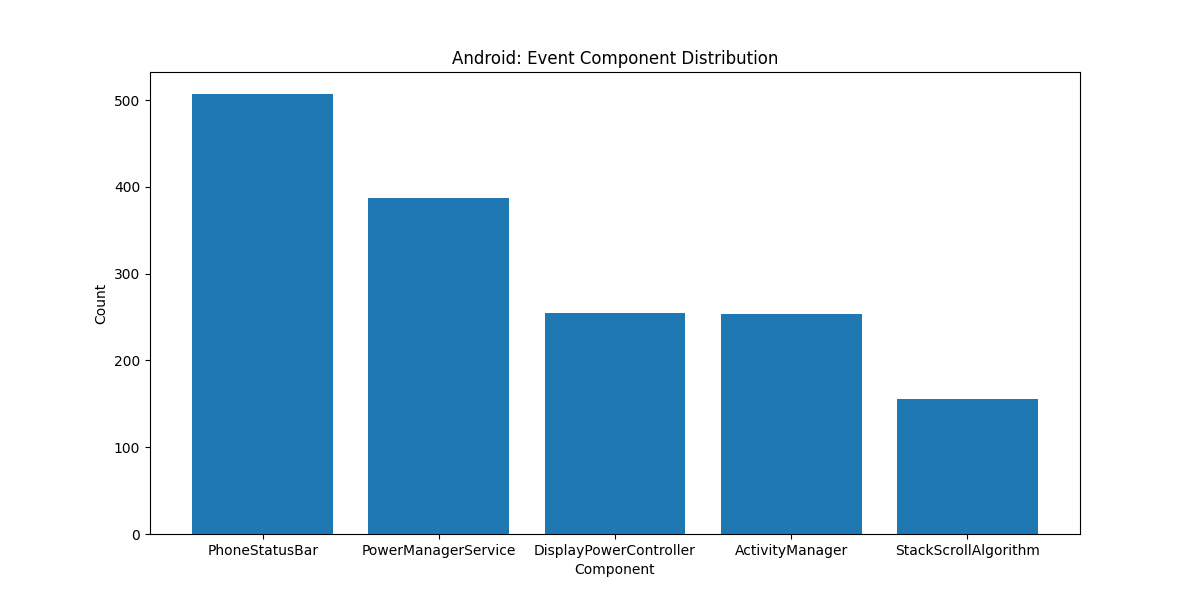 Android: Event Component Distribution
500
400
300
200
100
0
Count
PhoneStatusBar PowerManagerService DisplayPowerController ActivityManager StackScrollAlgorithm
Component